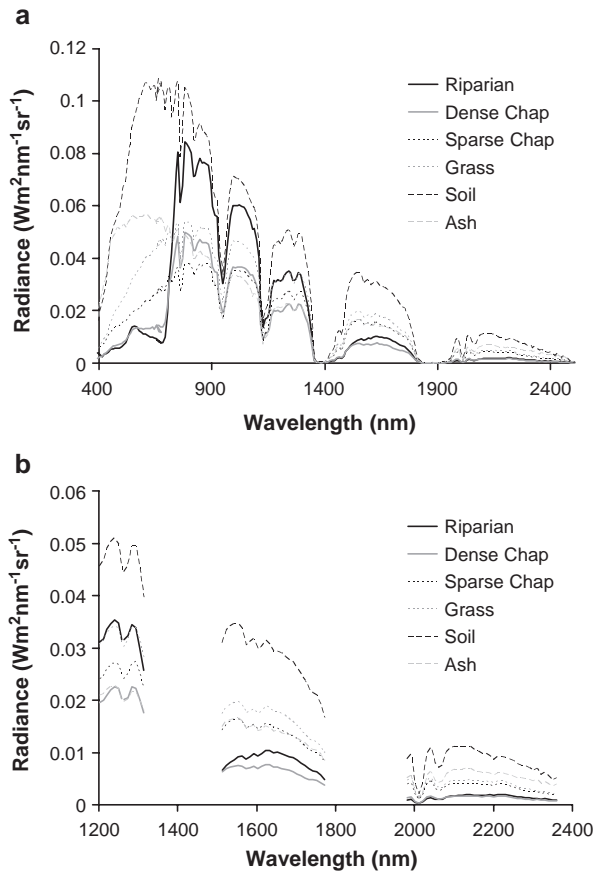 a
0.12
0.1
0.08
0.06
0.04
0.02
0
400 900 1400 1900 2400
Radiance (Wm²nm⁻¹sr⁻¹)
Wavelength (nm)
Riparian
Dense Chap
Sparse Chap
Grass
Soil
Ash
b
0.06
0.05
0.04
0.03
0.02
0.01
0
1200 1400 1600 1800 2000 2200 2400
Radiance (Wm²nm⁻¹sr⁻¹)
Wavelength (nm)
Riparian
Dense Chap
Sparse Chap
Grass
Soil
Ash